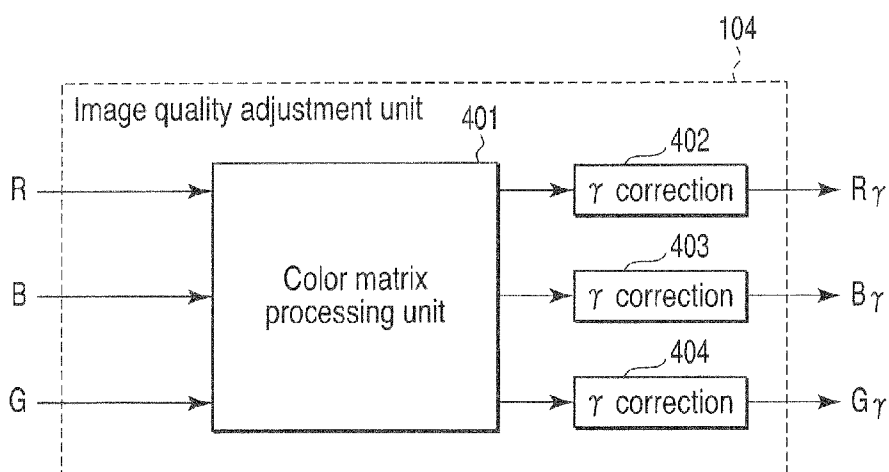 104
Image quality adjustment unit
401
402
R
γ correction
Rγ
403
B
Color matrix
processing unit
γ correction
Bγ
404
G
γ correction
Gγ